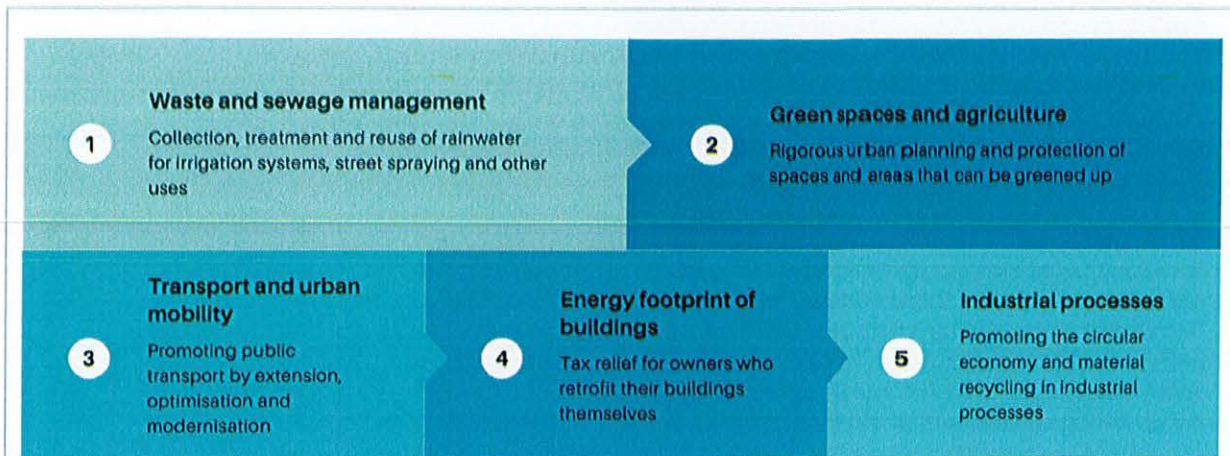 1
Waste and sewage management
Collection, treatment and reuse of rainwater
for irrigation systems, street spraying and other
uses
2
Green spaces and agriculture
Rigorous urban planning and protection of
spaces and areas that can be greened up
3
Transport and urban
mobility
Promoting public
transport by extension,
optimisation and
modernisation
4
Energy footprint of
buildings
Tax relief for owners who
retrofit their buildings
themselves
5
Industrial processes
Promoting the circular
economy and material
recycling in industrial
processes